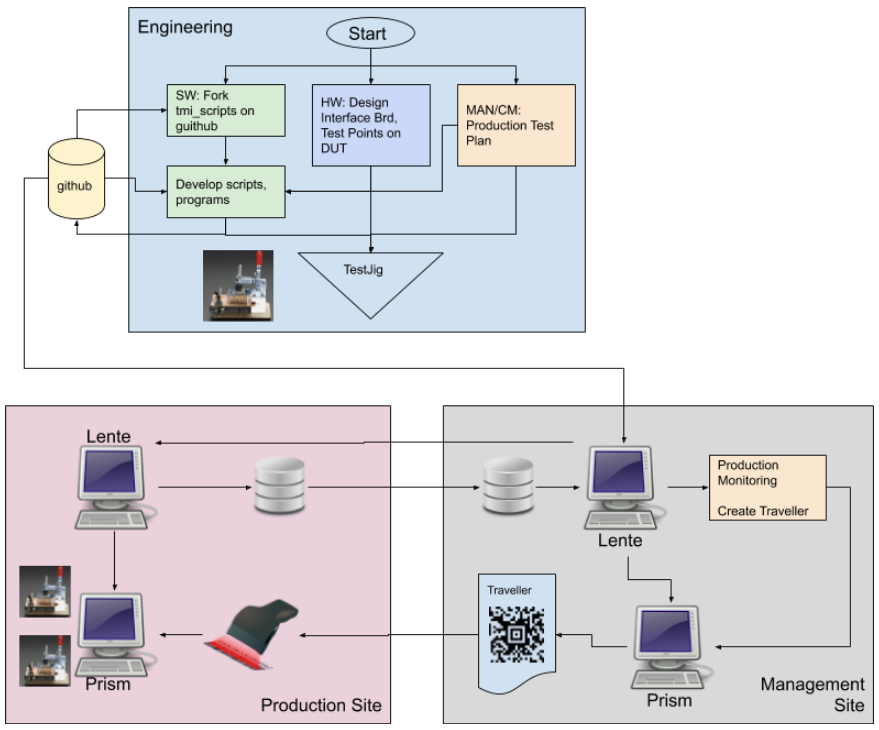 Engineering
Start
SW: Fork
tmi_scripts on
guithub
HW: Design
Interface Brd,
Test Points on
DUT
MAN/CM:
Production Test
Plan
github
Develop scripts,
programs
TestJig
Lente
Production
Monitoring
Create Traveller
Lente
Traveller
Prism
Production Site
Prism
Management
Site